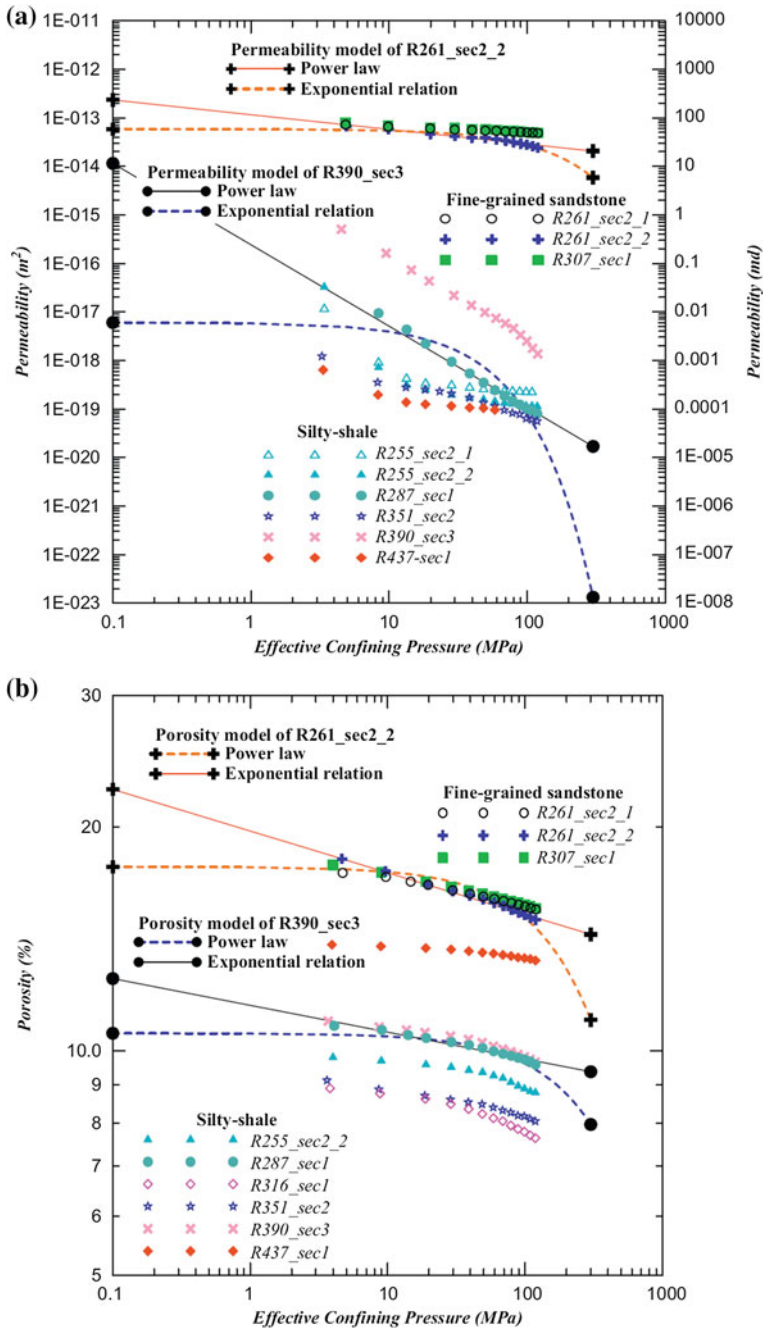 (a)
1E-011
1E-012
1E-013
1E-014
1E-015
1E-016
1E-017
1E-018
1E-019
1E-020
1E-021
1E-022
1E-023
Permeability (m²)
10000
1000
100
10
1
0.1
0.01
0.001
0.0001
1E-005
1E-006
1E-007
1E-008
Permeability (md)
Permeability model of R261_sec2_2
Power law
Exponential relation
Permeability model of R390_sec3
Power law
Exponential relation
Fine-grained sandstone
R261_sec2_1
R261_sec2_2
R307_sec1
Silty-shale
R255_sec2_1
R255_sec2_2
R287_sec1
R351_sec2
R390_sec3
R437-sec1
0.1 1 10 100 1000
Effective Confining Pressure (MPa)
(b)
30
20
10.0
9
8
7
6
5
Porosity (%)
Porosity model of R261_sec2_2
Power law
Exponential relation
Fine-grained sandstone
R261_sec2_1
R261_sec2_2
R307_sec1
Porosity model of R390_sec3
Power law
Exponential relation
Silty-shale
R255_sec2_2
R287_sec1
R316_sec1
R351_sec2
R390_sec3
R437_sec1
0.1 1 10 100 1000
Effective Confining Pressure (MPa)